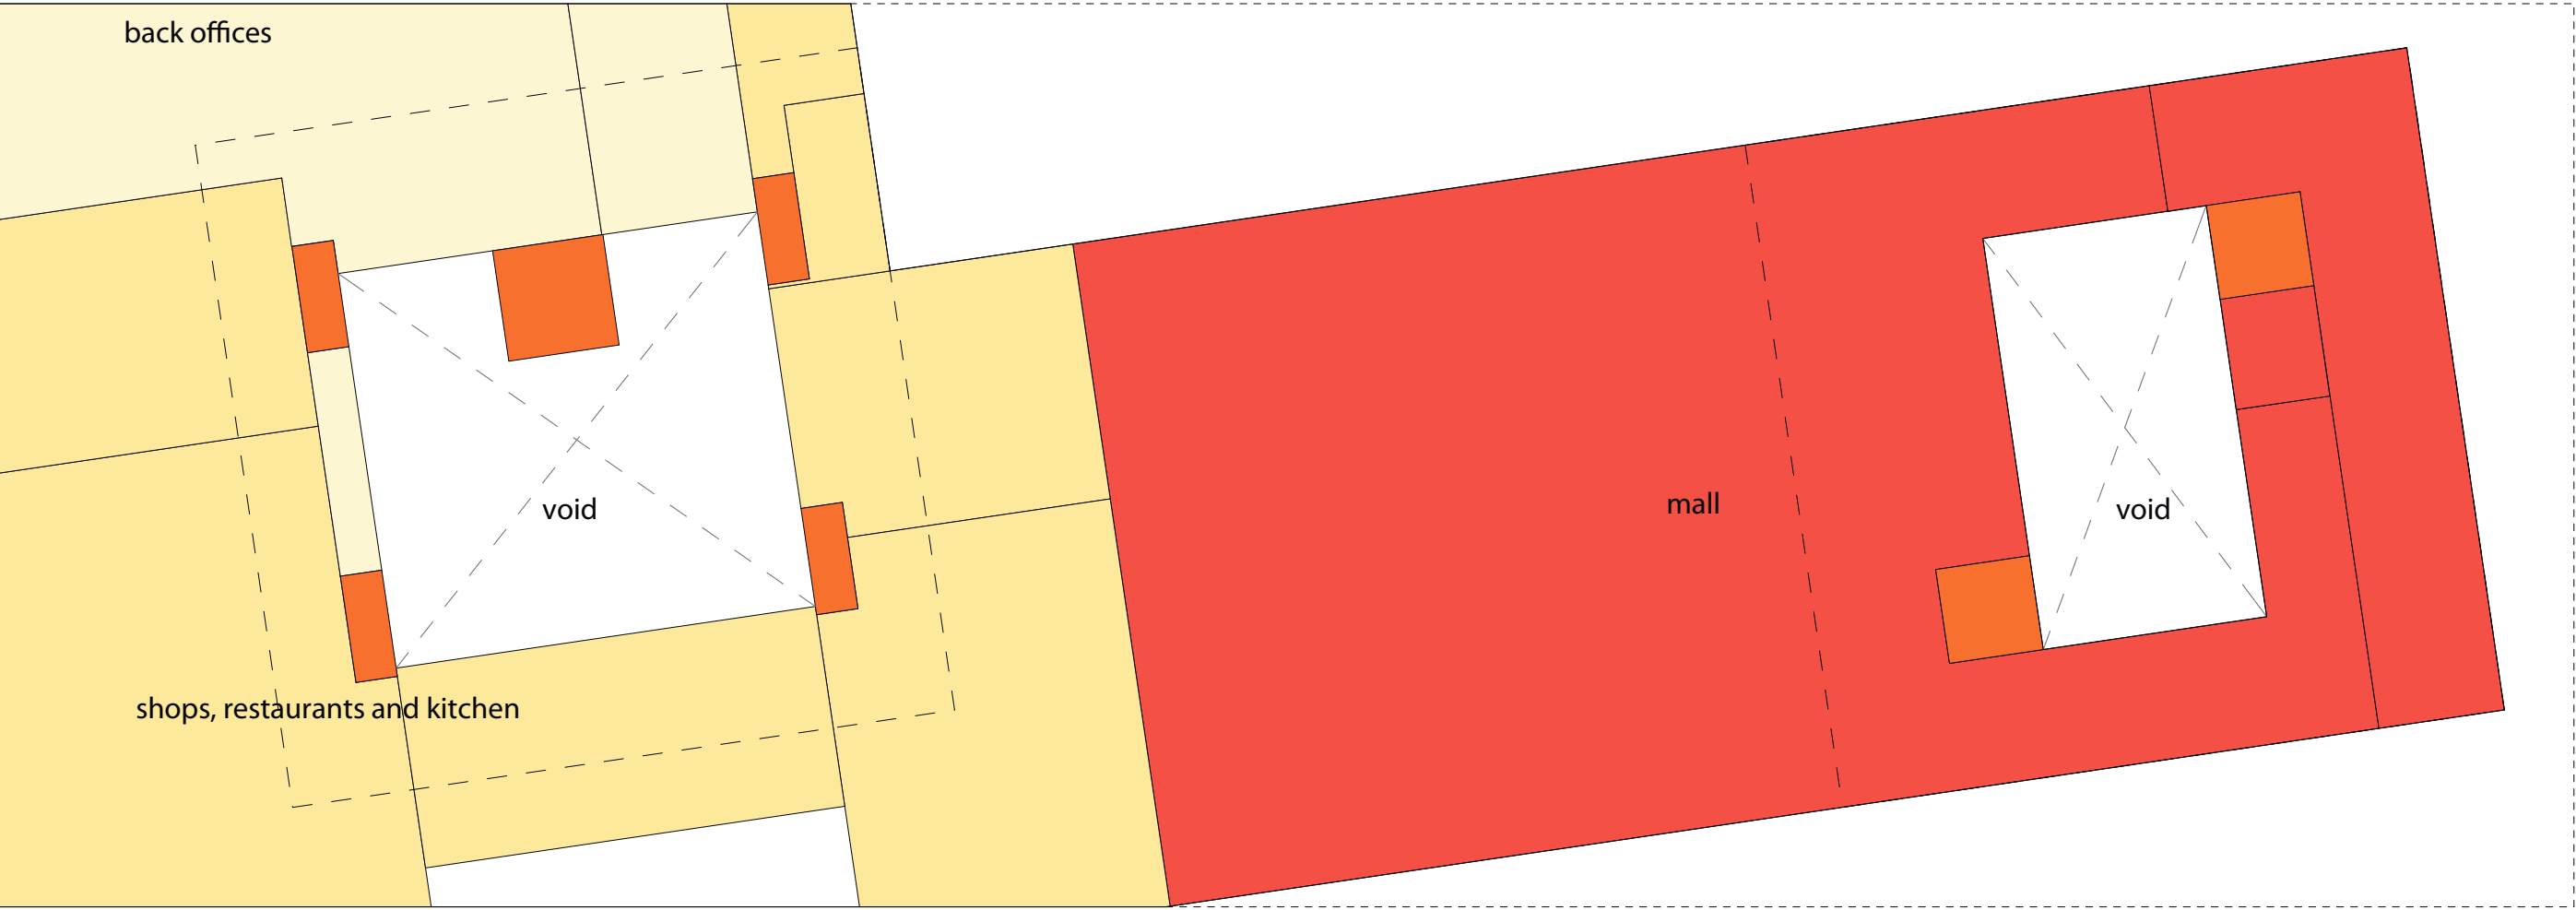 back offices
void
mall
void
shops, restaurants and kitchen